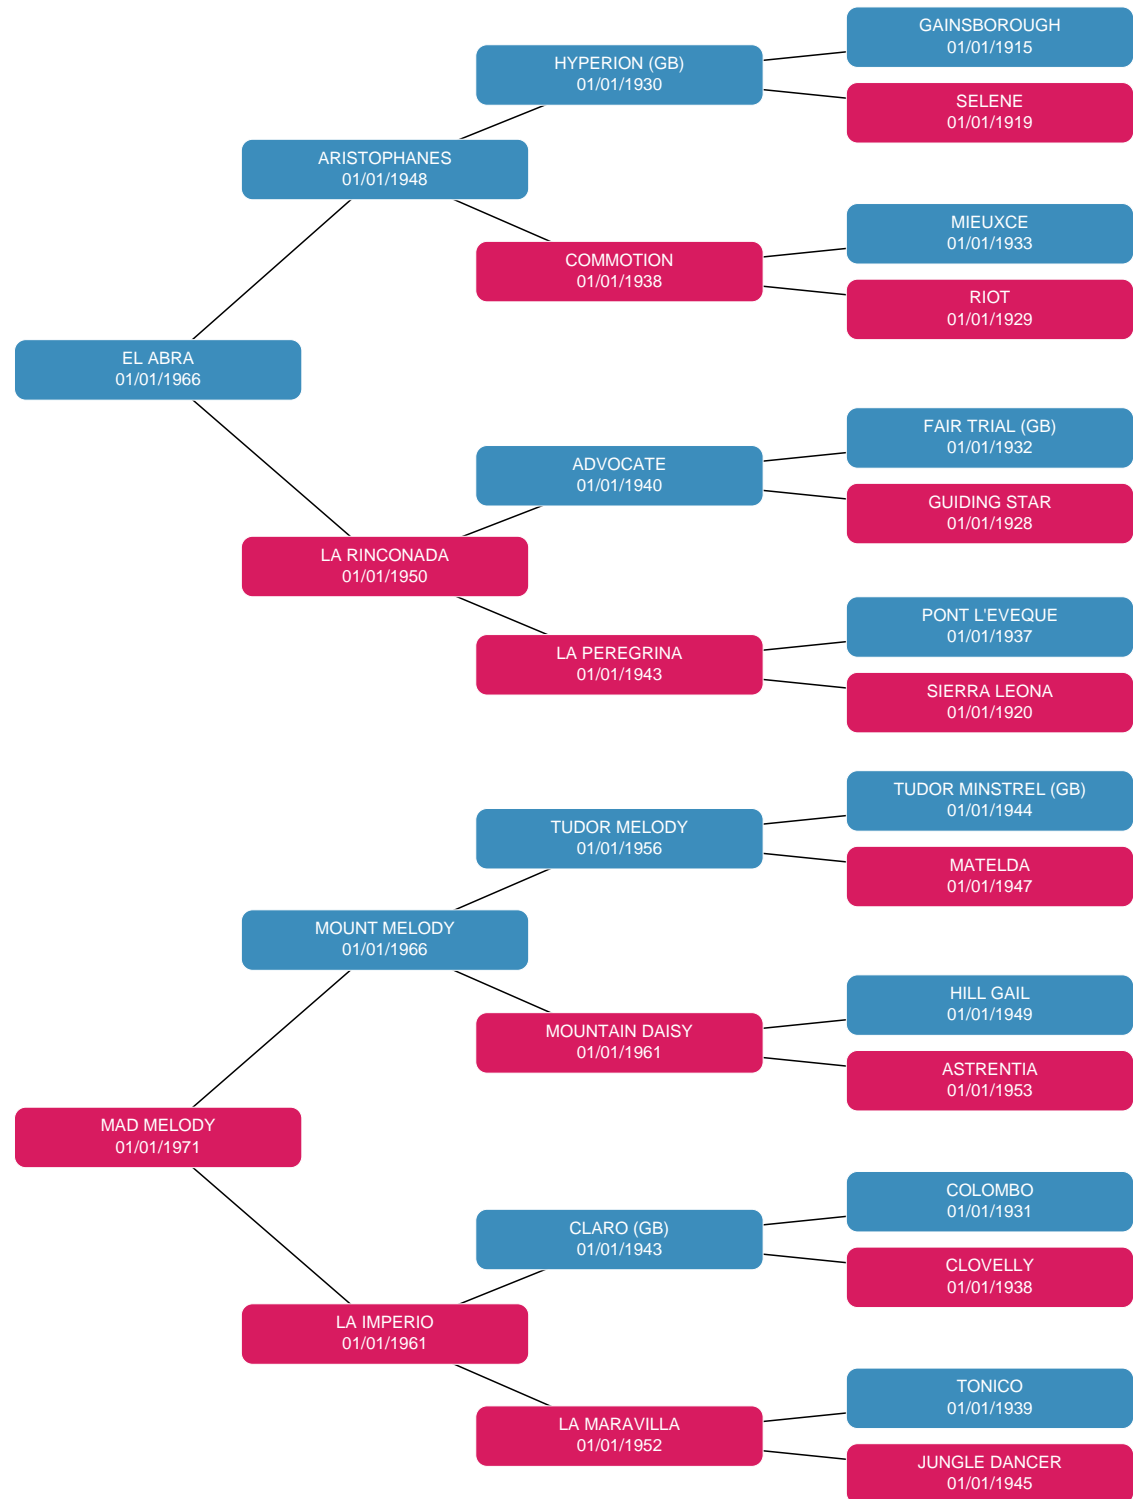 GAINSBOROUGH
01/01/1915
HYPERION (GB)
01/01/1930
SELENE
01/01/1919
ARISTOPHANES
01/01/1948
MIEUXCE
01/01/1933
COMMOTION
01/01/1938
RIOT
01/01/1929
EL ABRA
01/01/1966
FAIR TRIAL (GB)
01/01/1932
ADVOCATE
01/01/1940
GUIDING STAR
01/01/1928
LA RINCONADA
01/01/1950
PONT L'EVEQUE
01/01/1937
LA PEREGRINA
01/01/1943
SIERRA LEONA
01/01/1920
TUDOR MINSTREL (GB)
01/01/1944
TUDOR MELODY
01/01/1956
MATELDA
01/01/1947
MOUNT MELODY
01/01/1966
HILL GAIL
01/01/1949
MOUNTAIN DAISY
01/01/1961
ASTRENTIA
01/01/1953
MAD MELODY
01/01/1971
COLOMBO
01/01/1931
CLARO (GB)
01/01/1943
CLOVELLY
01/01/1938
LA IMPERIO
01/01/1961
TONICO
01/01/1939
LA MARAVILLA
01/01/1952
JUNGLE DANCER
01/01/1945